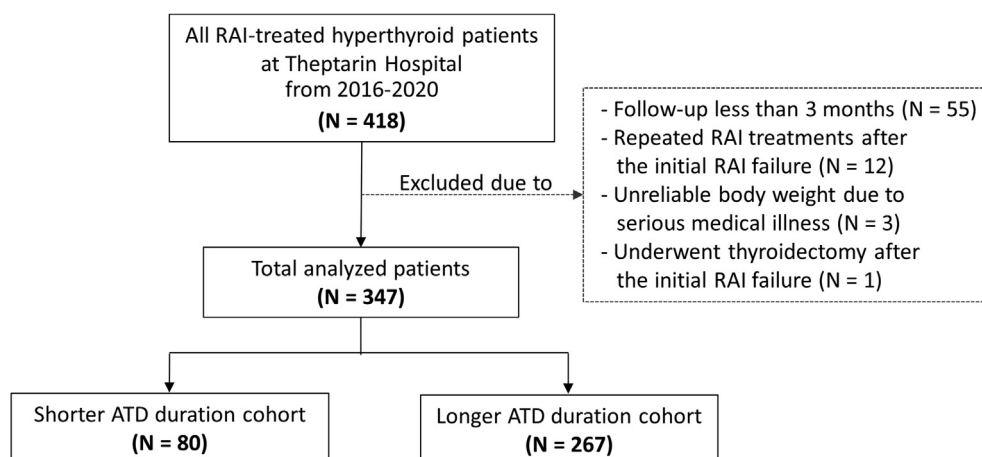 All RAI-treated hyperthyroid patients
at Theptarin Hospital
from 2016-2020
(N = 418)
Excluded due to
- Follow-up less than 3 months (N = 55)
- Repeated RAI treatments after
the initial RAI failure (N = 12)
- Unreliable body weight due to
serious medical illness (N = 3)
- Underwent thyroidectomy after
the initial RAI failure (N = 1)
Total analyzed patients
(N = 347)
Shorter ATD duration cohort
(N = 80)
Longer ATD duration cohort
(N = 267)